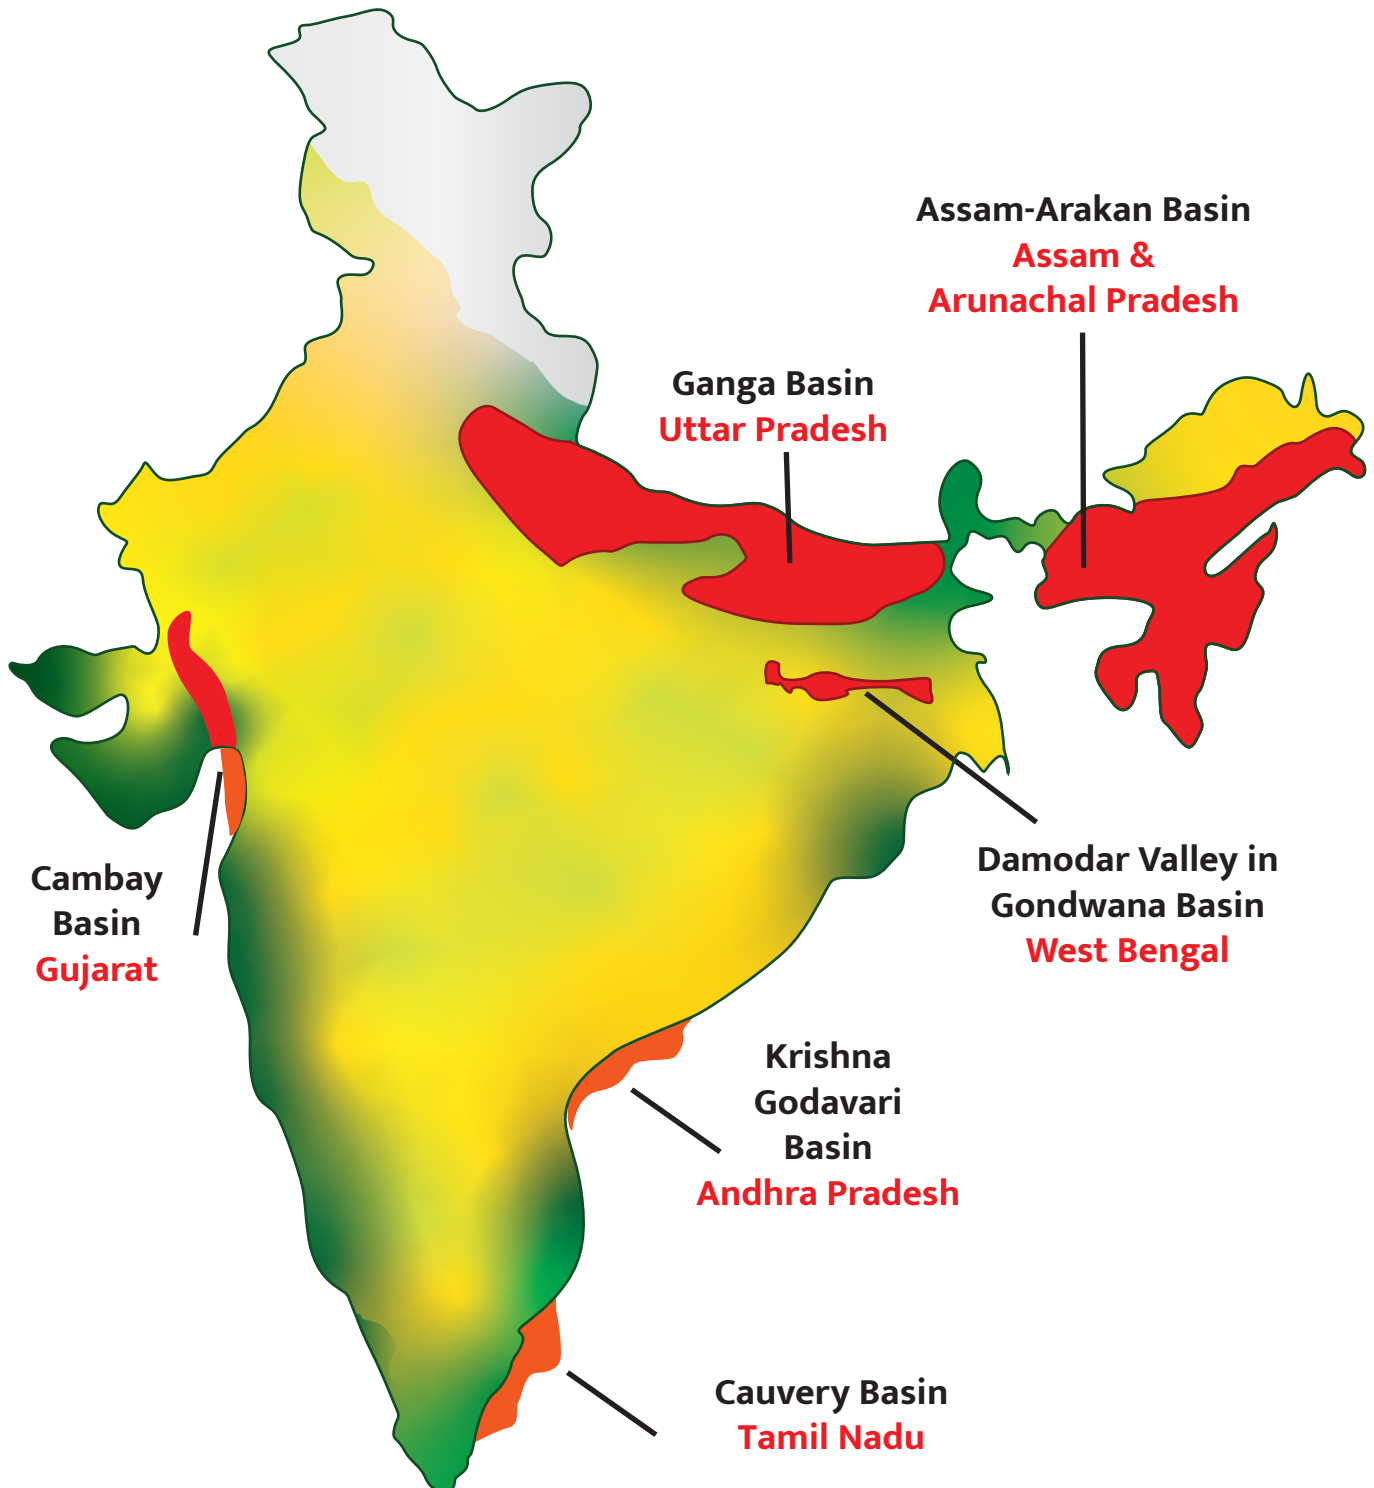 Assam-Arakan Basin
Assam &
Arunachal Pradesh
Ganga Basin
Uttar Pradesh
Cambay
Basin
Gujarat
Damodar Valley in
Gondwana Basin
West Bengal
Krishna
Godavari
Basin
Andhra Pradesh
Cauvery Basin
Tamil Nadu